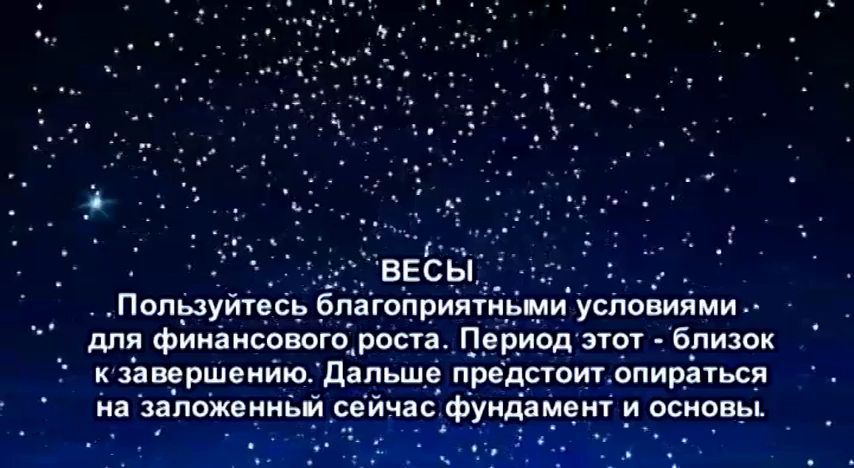 ВЕСЫ
Пользуйтесь благоприятными условиями
для финансового роста. Период этот - близок
к завершению. Дальше предстоит опираться
на заложенный сейчас фундамент и основы.